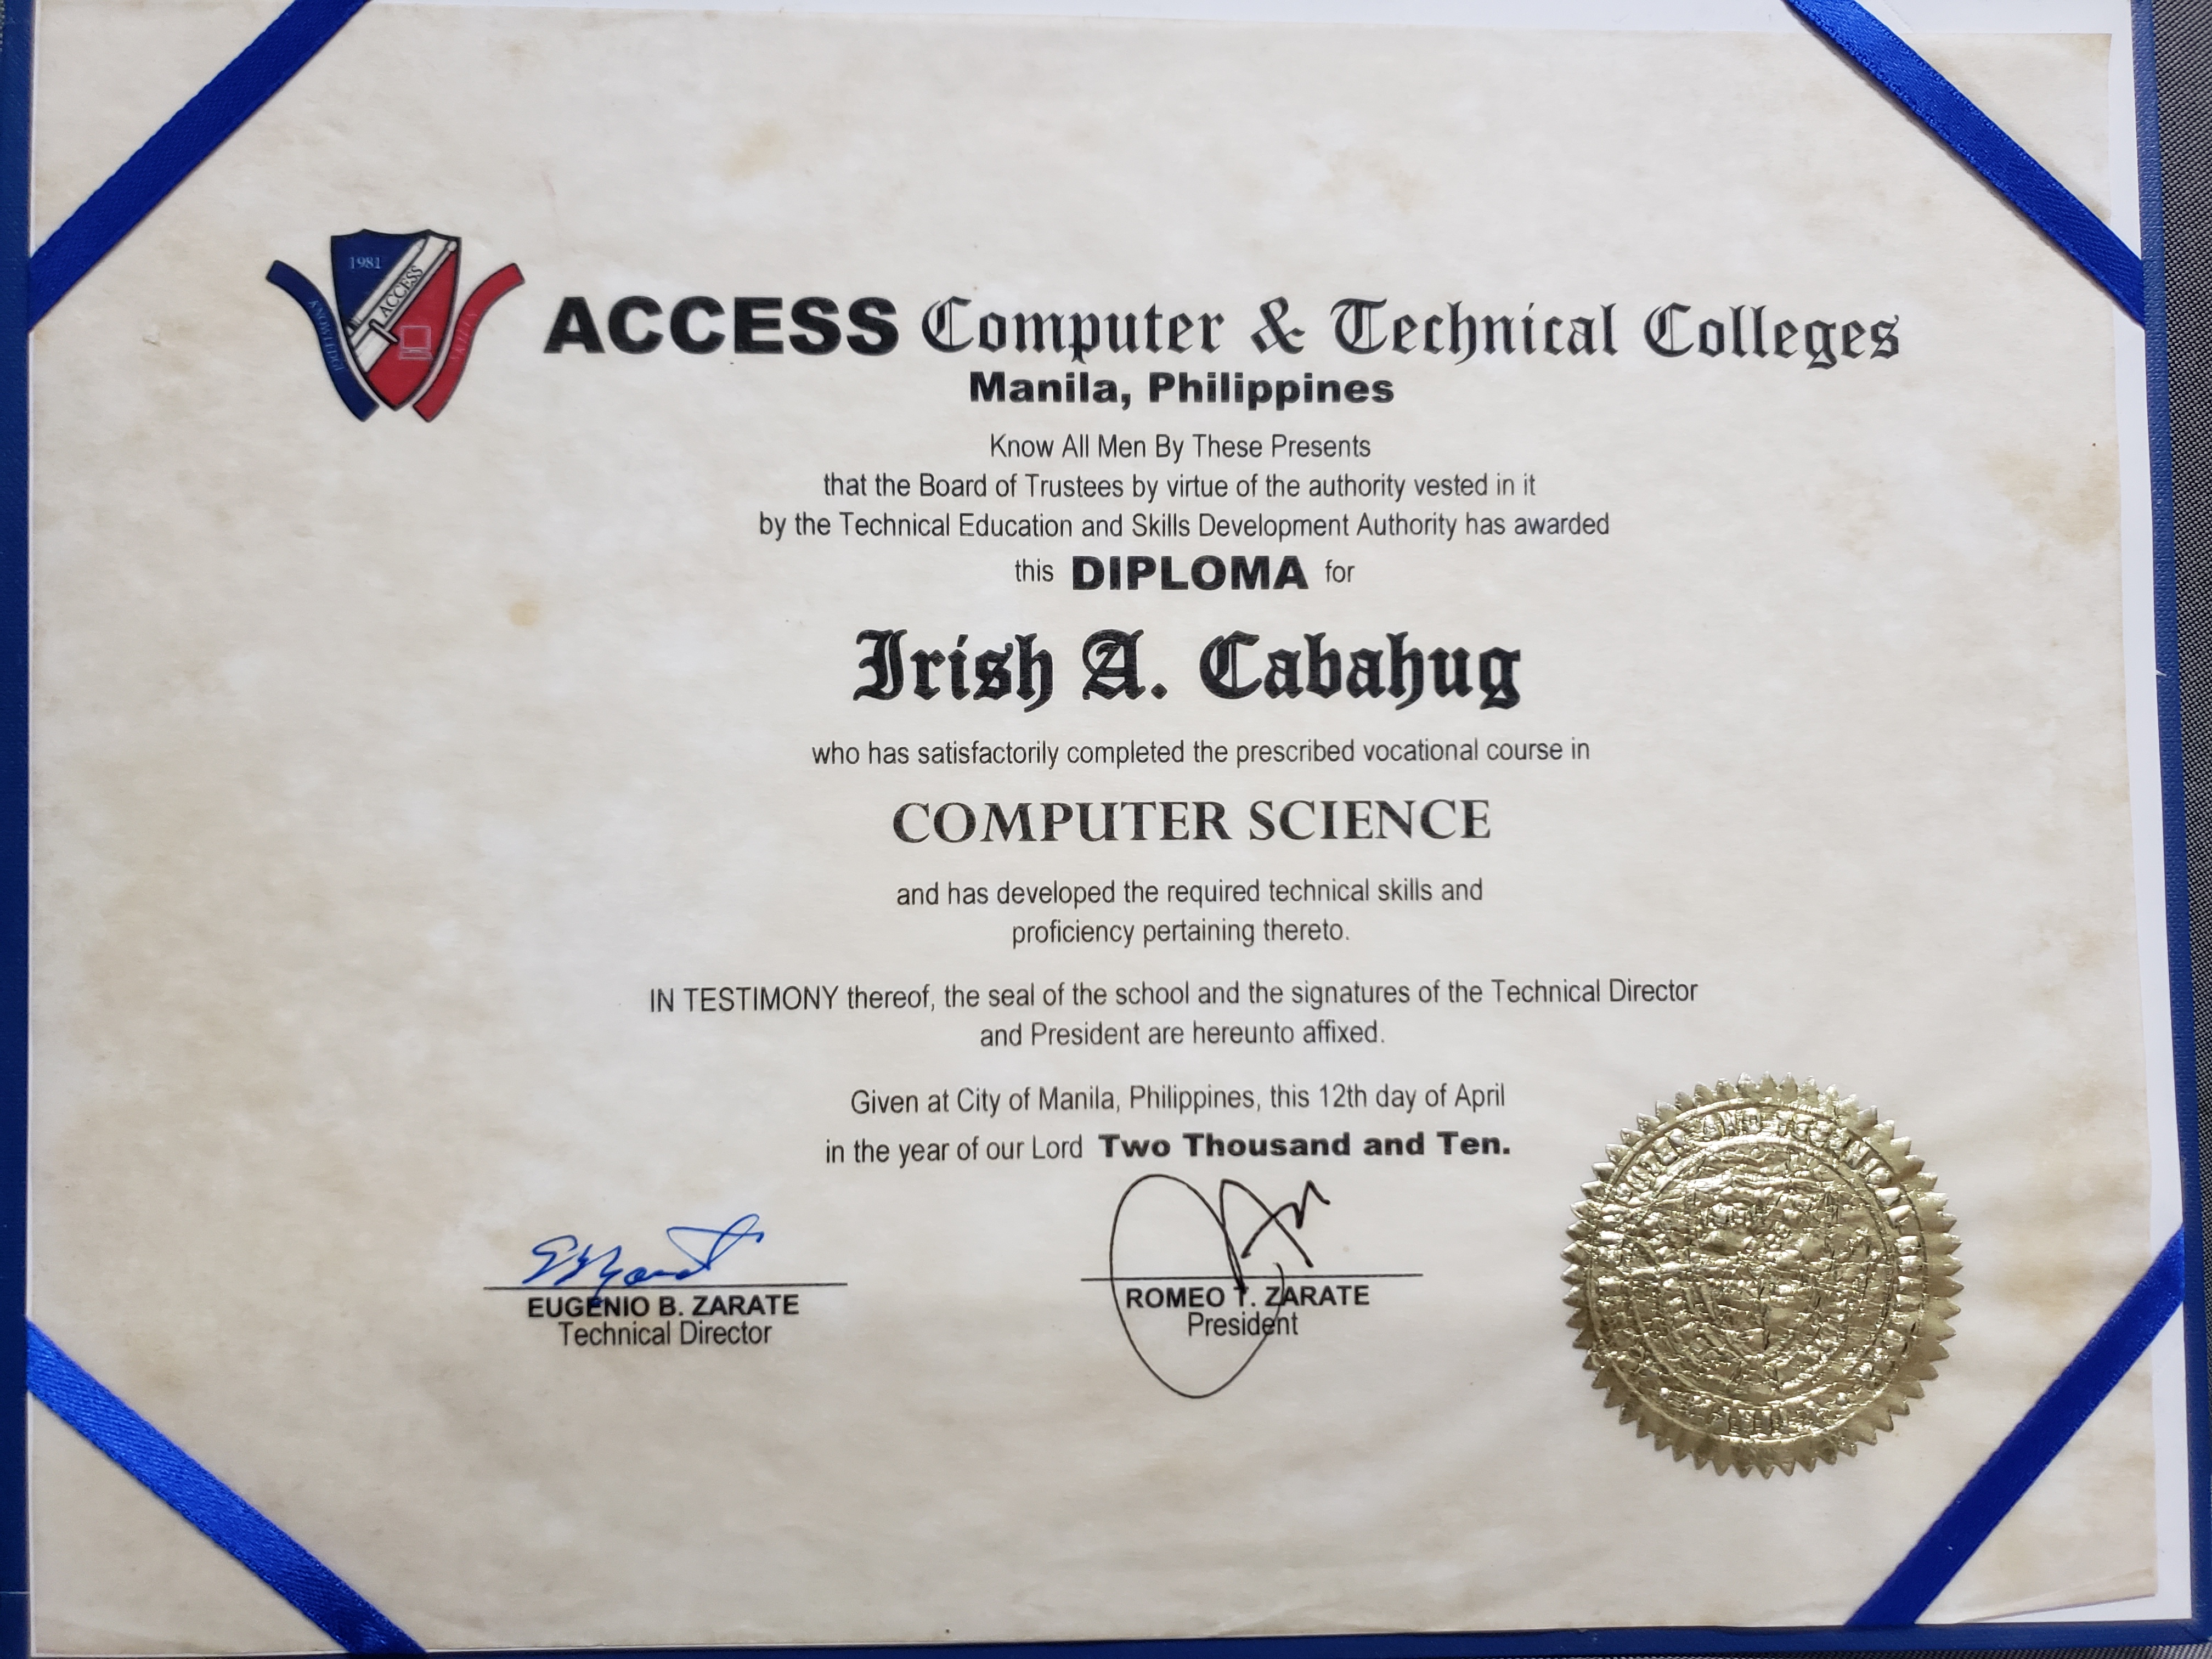 1981
ACCESS
KNOWLEDGE
SKILLS
ACCESS Computer & Technical Colleges
Manila, Philippines
Know All Men By These Presents
that the Board of Trustees by virtue of the authority vested in it
by the Technical Education and Skills Development Authority has awarded
this DIPLOMA for
Irish A. Cabahug
who has satisfactorily completed the prescribed vocational course in
COMPUTER SCIENCE
and has developed the required technical skills and
proficiency pertaining thereto.
IN TESTIMONY thereof, the seal of the school and the signatures of the Technical Director
and President are hereunto affixed.
Given at City of Manila, Philippines, this 12th day of April
in the year of our Lord Two Thousand and Ten.
EUGENIO B. ZARATE
Technical Director
ROMEO T. ZARATE
President